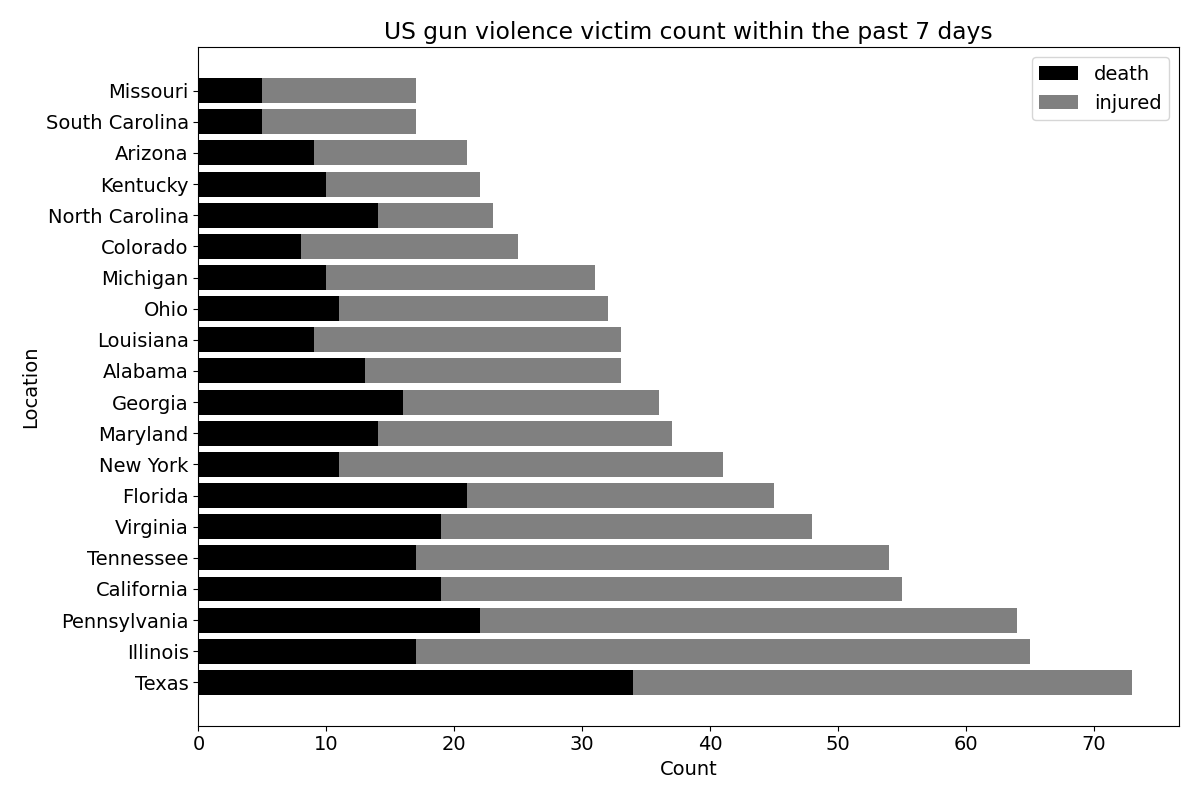 US gun violence victim count within the past 7 days
death
injured
Missouri
South Carolina
Arizona
Kentucky
North Carolina
Colorado
Michigan
Ohio
Louisiana
Alabama
Georgia
Maryland
New York
Florida
Virginia
Tennessee
California
Pennsylvania
Illinois
Texas
Location
0 10 20 30 40 50 60 70
Count